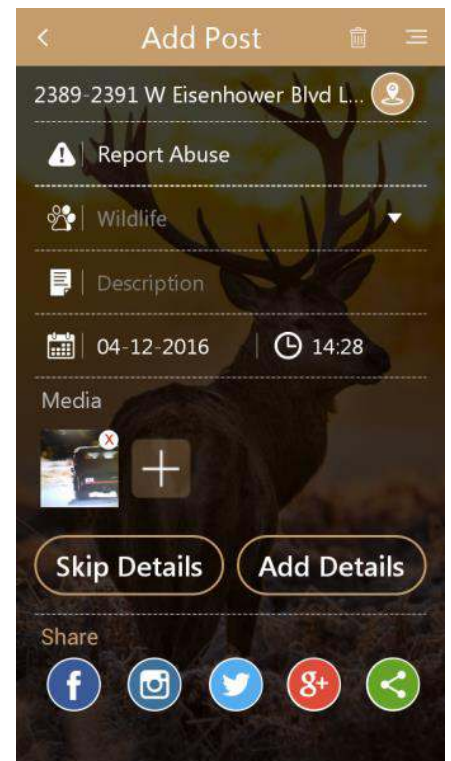 Add Post
2389-2391 W Eisenhower Blvd L...
Report Abuse
Wildlife
Description
04-12-2016 14:28
Media
X
Skip Details Add Details
Share
f 8+